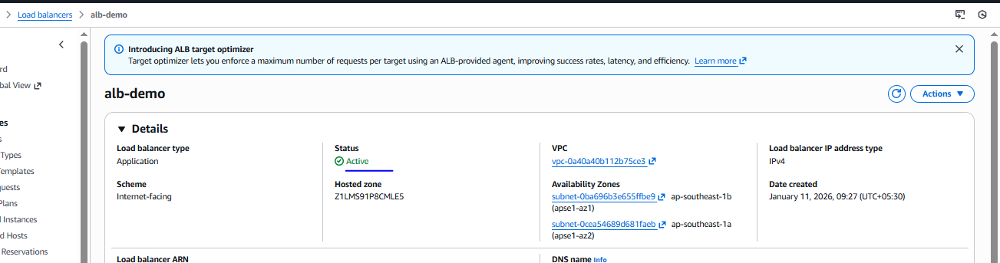 Load balancers
alb-demo
Introducing ALB target optimizer
Target optimizer lets you enforce a maximum number of requests per target using an ALB-provided agent, improving success rates, latency, and efficiency. Learn more
rd
bal View
es
s
Types
emplates
quests
Plans
d Instances
d Hosts
Reservations
alb-demo
Actions
Details
Load balancer type
Application
Status
Active
VPC
vpc-0a40a40b112b75ce3
Load balancer IP address type
IPv4
Scheme
Internet-facing
Hosted zone
Z1LMS91P8CMLE5
Availability Zones
subnet-0ba696b3e655ffbe9 ap-southeast-1b
(apse1-az1)
subnet-0cea54689d681faeb ap-southeast-1a
(apse1-az2)
Date created
January 11, 2026, 09:27 (UTC+05:30)
Load balancer ARN
DNS name Info